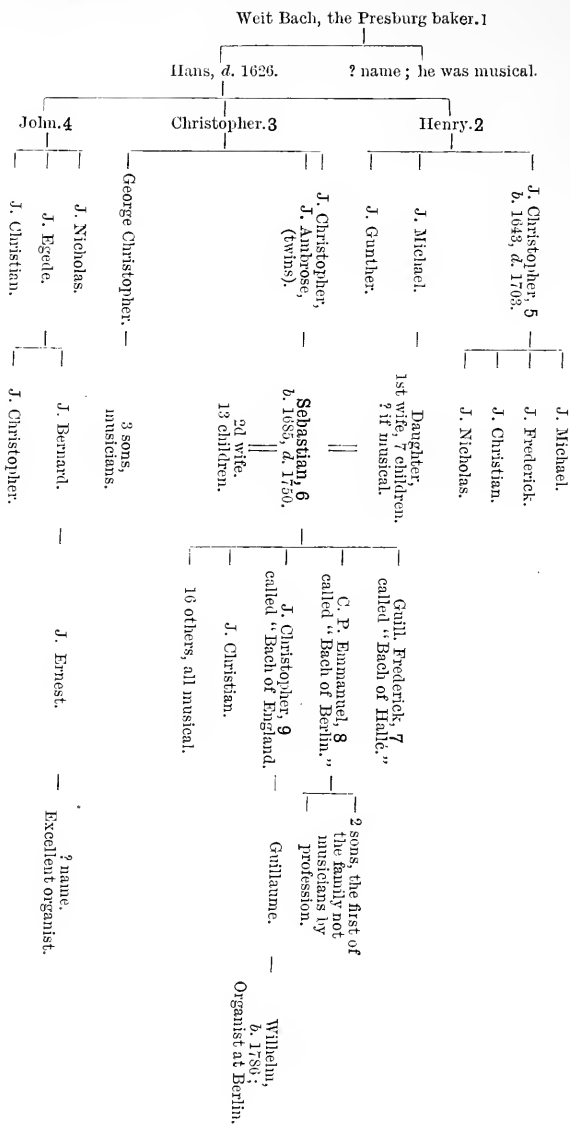 Weit Bach, the Presburg baker.1
Hans, d. 1626.
? name; he was musical.
John.4
Christopher.3
Henry.2
J. Christian.
J. Egede.
J. Nicholas.
George Christopher.
J. Christopher,
J. Ambrose,
(twins).
J. Gunther.
J. Michael.
J. Christopher, 5
b. 1643, d. 1703.
J. Christopher.
J. Bernard.
3 sons,
musicians.
2d wife.
13 children.
Sebastian, 6
b. 1685, d. 1750.
Daughter,
1st wife, 7 children.
? if musical.
J. Nicholas.
J. Christian.
J. Frederick.
J. Michael.
J. Ernest.
16 others, all musical.
J. Christian.
J. Christopher, 9
called "Bach of England.
C. P. Emmanuel, 8
called "Bach of Berlin."
Guill. Frederick, 7
called "Bach of Hallé."
? name.
Excellent organist.
Guillaume.
2 sons, the first of
the family not
musicians by
profession.
Wilhelm,
b. 1786;
Organist at Berlin.